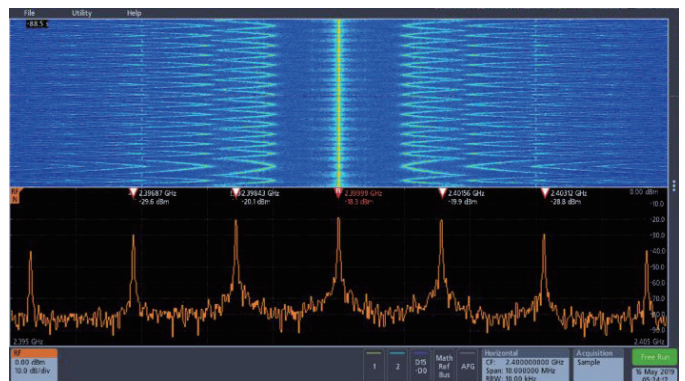 File Utility Help
-88.5 s
2.39687 GHz
-29.6 dBm
2.39843 GHz
-20.1 dBm
2.39999 GHz
-18.3 dBm
2.40156 GHz
-19.9 dBm
2.40312 GHz
-28.8 dBm
0.00 dBm
-10.0
-20.0
-30.0
-40.0
-50.0
-60.0
-70.0
-80.0
-90.0
2.395 GHz
2.405 GHz
RF
0.00 dBm
10.0 dB/div
1
2
D15
-D0
Math
Ref
Bus
AFG
Horizontal
CF: 2.400000000 GHz
Span: 10.000000 MHz
RBW: 10.00 kHz
Acquisition
Sample
Free Run
16 May 2019